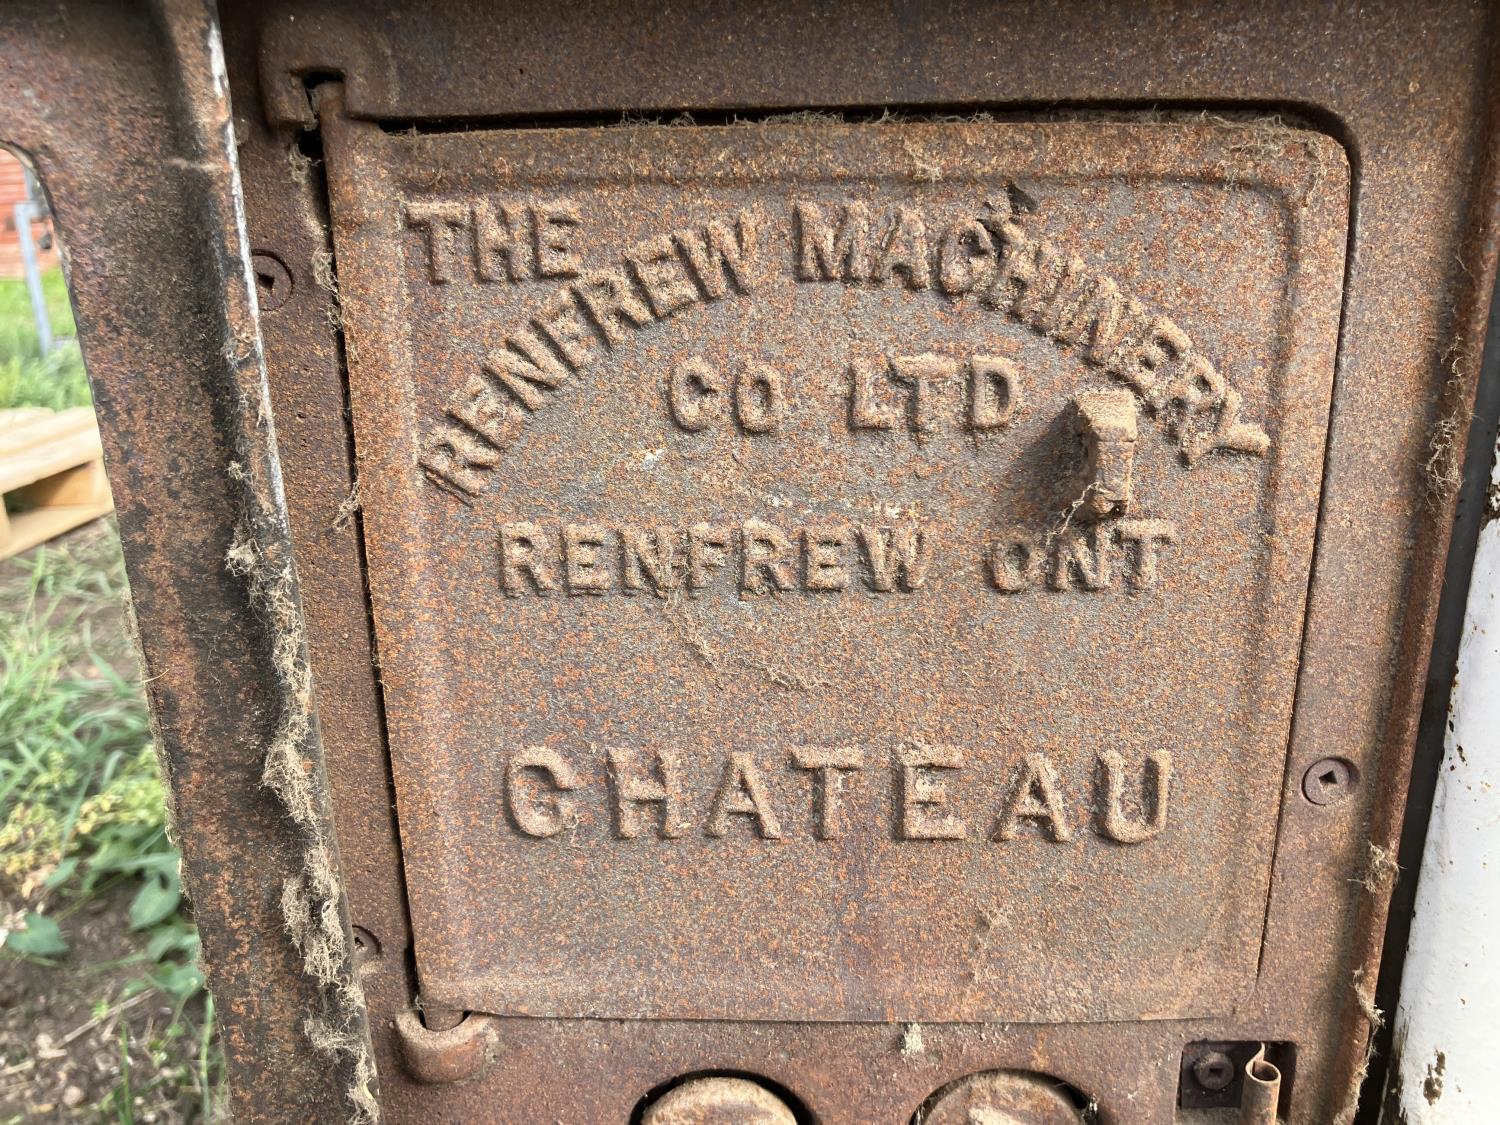 THE
RENFREW MACHINERY
CO LTD
RENFREW ONT
CHATEAU